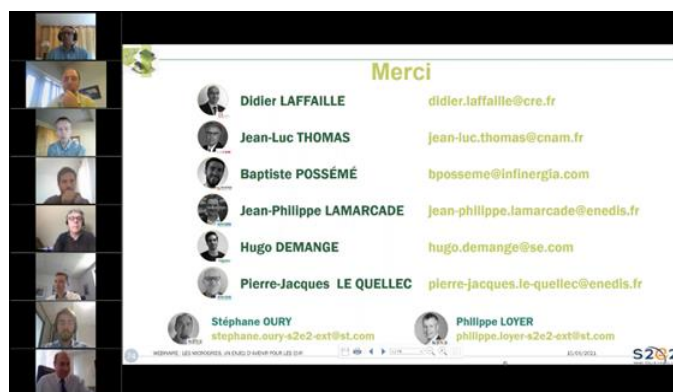 Merci
Didier LAFFAILLE didier.laffaille@cre.fr
Jean-Luc THOMAS jean-luc.thomas@cnam.fr
Baptiste POSSÉMÉ bposseme@infinergia.com
Jean-Philippe LAMARCADE jean-philippe.lamarcade@enedis.fr
Hugo DEMANGE hugo.demange@se.com
Pierre-Jacques LE QUELLEC pierre-jacques.le-quellec@enedis.fr
Stéphane OURY Philippe LOYER
stephane.oury-s2e2-ext@st.com philippe.loyer-s2e2-ext@st.com
S2E2